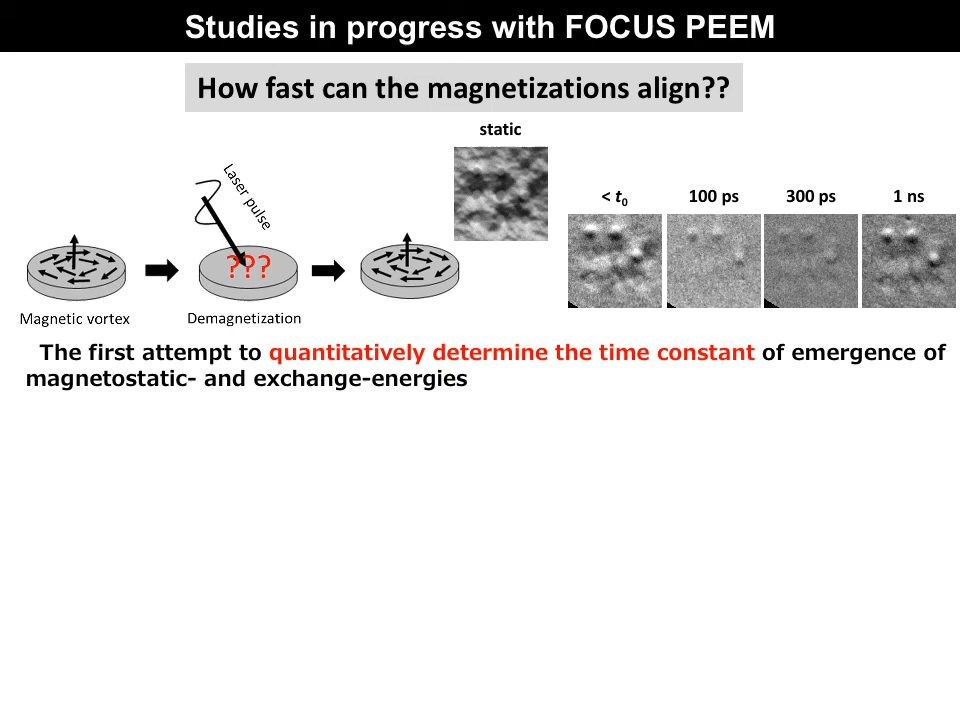 Studies in progress with FOCUS PEEM
How fast can the magnetizations align??
static
Laser pulse
< t0
100 ps
300 ps
1 ns
???
Magnetic vortex
Demagnetization
The first attempt to quantitatively determine the time constant of emergence of
magnetostatic- and exchange-energies